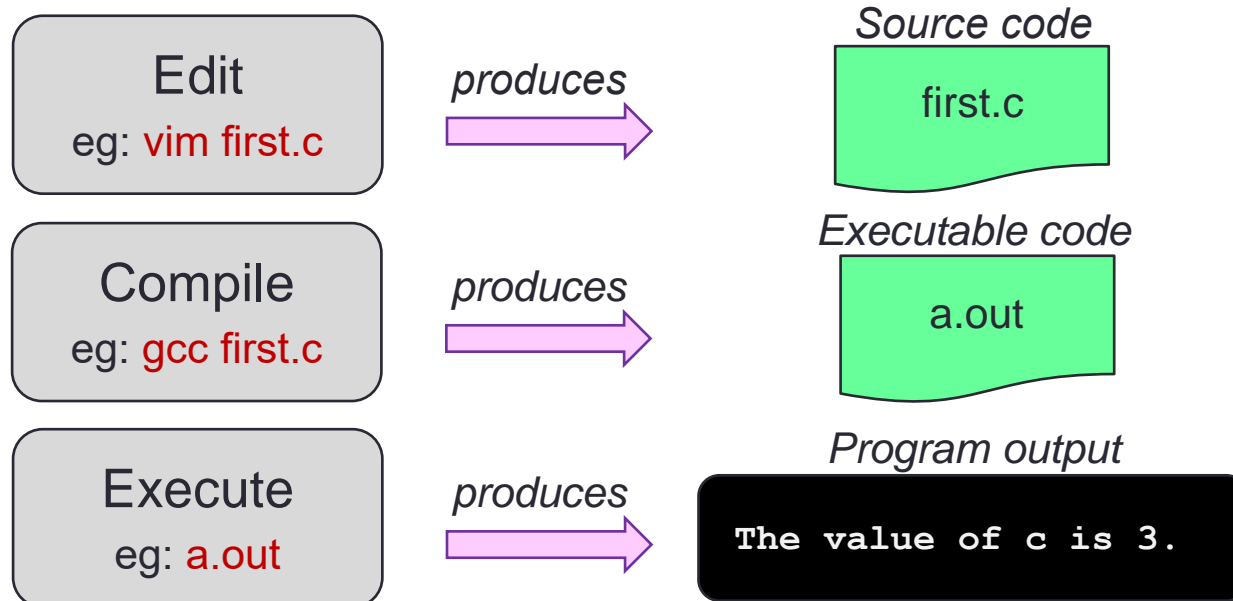 Edit
eg: vim first.c
produces
Source code
first.c
Compile
eg: gcc first.c
produces
Executable code
a.out
Execute
eg: a.out
produces
Program output
The value of c is 3.